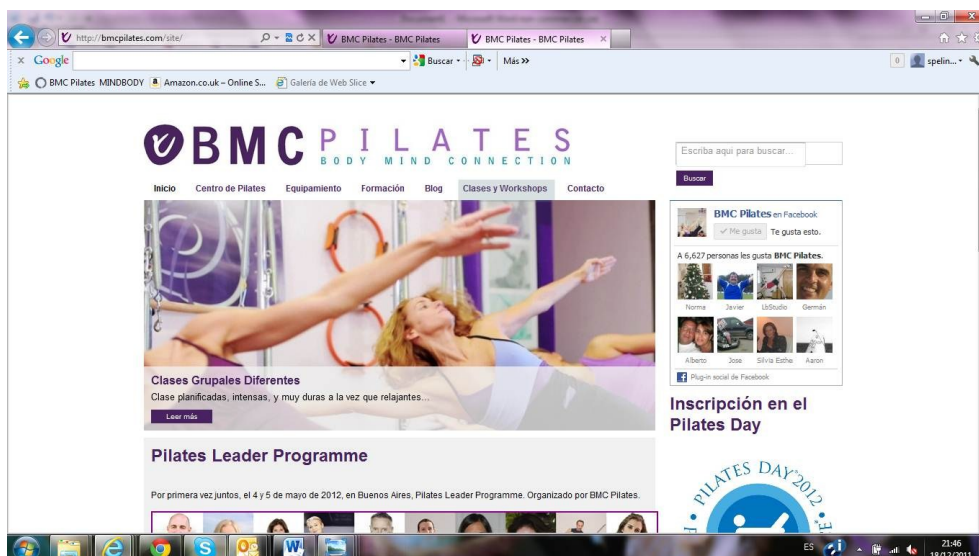 http://bmcpilates.com/site/
BMC Pilates - BMC Pilates
BMC Pilates - BMC Pilates
x Google
Buscar
Más >>
0
spelin...
BMC Pilates MINDBODY
Amazon.co.uk – Online S...
Galería de Web Slice
BMC PILATES
BODY MIND CONNECTION
Escriba aqui para buscar...
Buscar
Inicio Centro de Pilates Equipamiento Formación Blog Clases y Workshops Contacto
BMC Pilates en Facebook
Me gusta Te gusta esto.
A 6,627 personas les gusta BMC Pilates.
Norma Javier LbStudio Germán
Alberto Jose Silvia Esthe Aaron
Plug-in social de Facebook
Clases Grupales Diferentes
Clase planificadas, intensas, y muy duras a la vez que relajantes...
Leer más
Inscripción en el
Pilates Day
Pilates Leader Programme
Por primera vez juntos, el 4 y 5 de mayo de 2012, en Buenos Aires, Pilates Leader Programme. Organizado por BMC Pilates.
PILATES DAY 2012
ES
21:46
18/12/2011